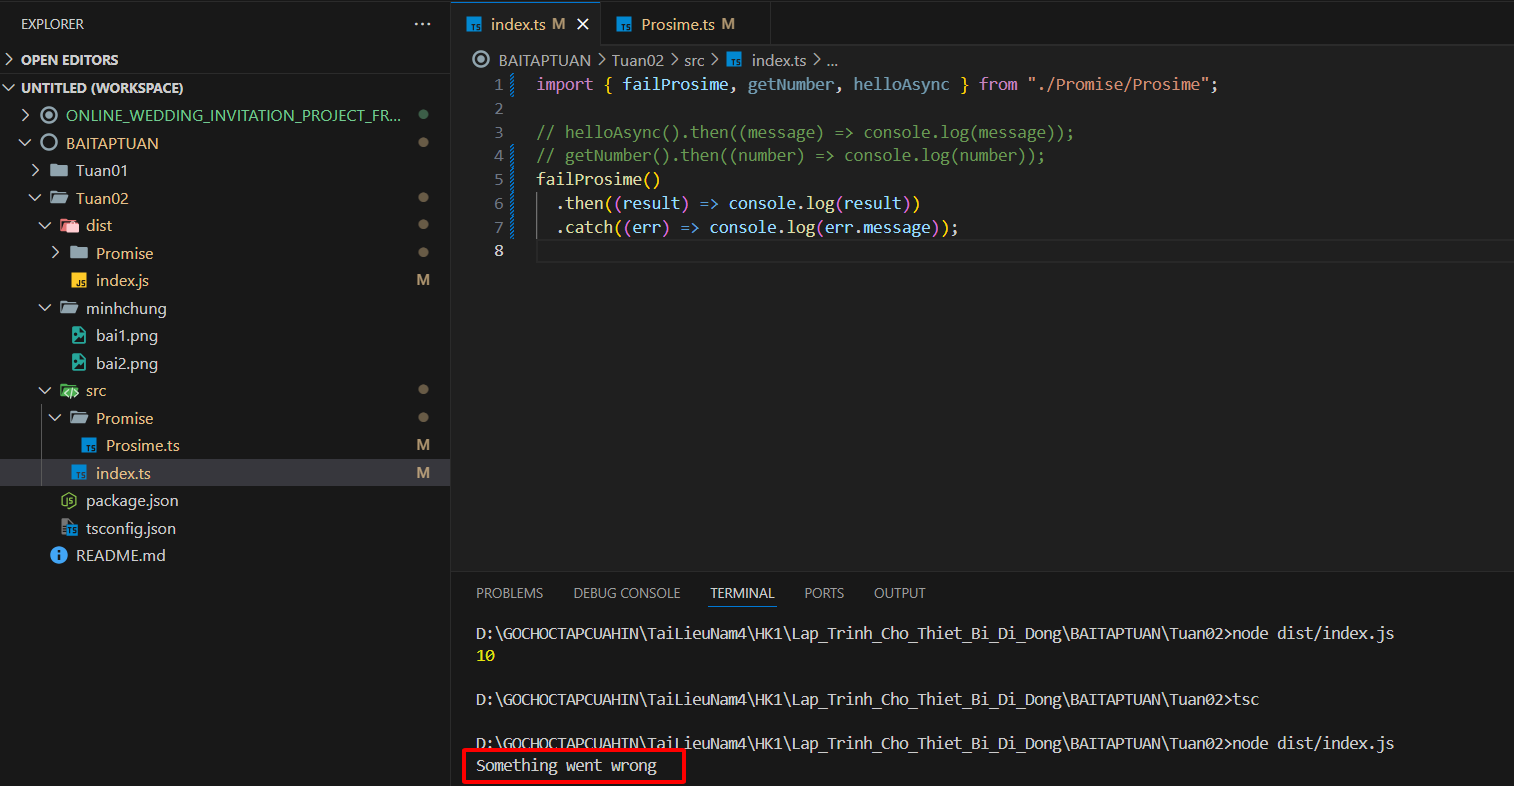 EXPLORER
...
OPEN EDITORS
UNTITLED (WORKSPACE)
ONLINE_WEDDING_INVITATION_PROJECT_FR...
BAITAPTUAN
Tuan01
Tuan02
dist
Promise
JS index.js M
minhchung
bai1.png
bai2.png
src
Promise
TS Prosime.ts M
TS index.ts M
package.json
tsconfig.json
README.md
TS index.ts M
TS Prosime.ts M
BAITAPTUAN > Tuan02 > src > TS index.ts > ...
1 import { failProsime, getNumber, helloAsync } from "./Promise/Prosime";
2
3 // helloAsync().then((message) => console.log(message));
4 // getNumber().then((number) => console.log(number));
5 failProsime()
6 .then((result) => console.log(result))
7 .catch((err) => console.log(err.message));
8
PROBLEMS DEBUG CONSOLE TERMINAL PORTS OUTPUT
D:\GOCHOCTAPCUAHIN\TaiLieuNam4\HK1\Lap_Trinh_Cho_Thiet_Bi_Di_Dong\BAITAPTUAN\Tuan02>node dist/index.js
10
D:\GOCHOCTAPCUAHIN\TaiLieuNam4\HK1\Lap_Trinh_Cho_Thiet_Bi_Di_Dong\BAITAPTUAN\Tuan02>tsc
D:\GOCHOCTAPCUAHIN\TaiLieuNam4\HK1\Lap_Trinh_Cho_Thiet_Bi_Di_Dong\BAITAPTUAN\Tuan02>node dist/index.js
Something went wrong